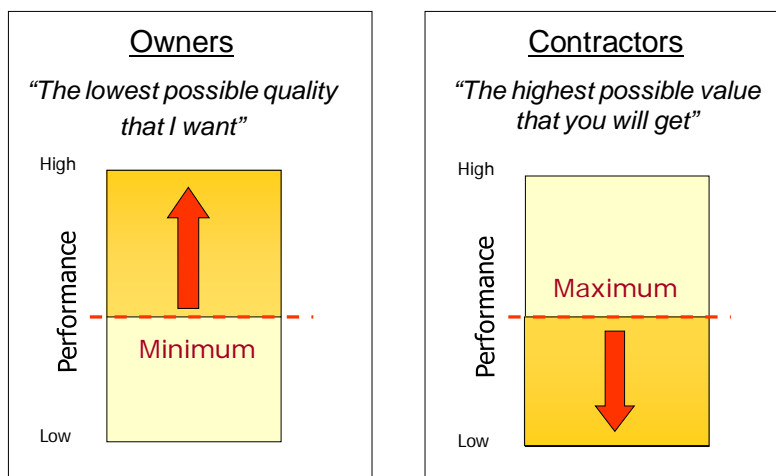 Owners
“The lowest possible quality
that I want”
High
Performance
Minimum
Low
Contractors
“The highest possible value
that you will get”
High
Performance
Maximum
Low